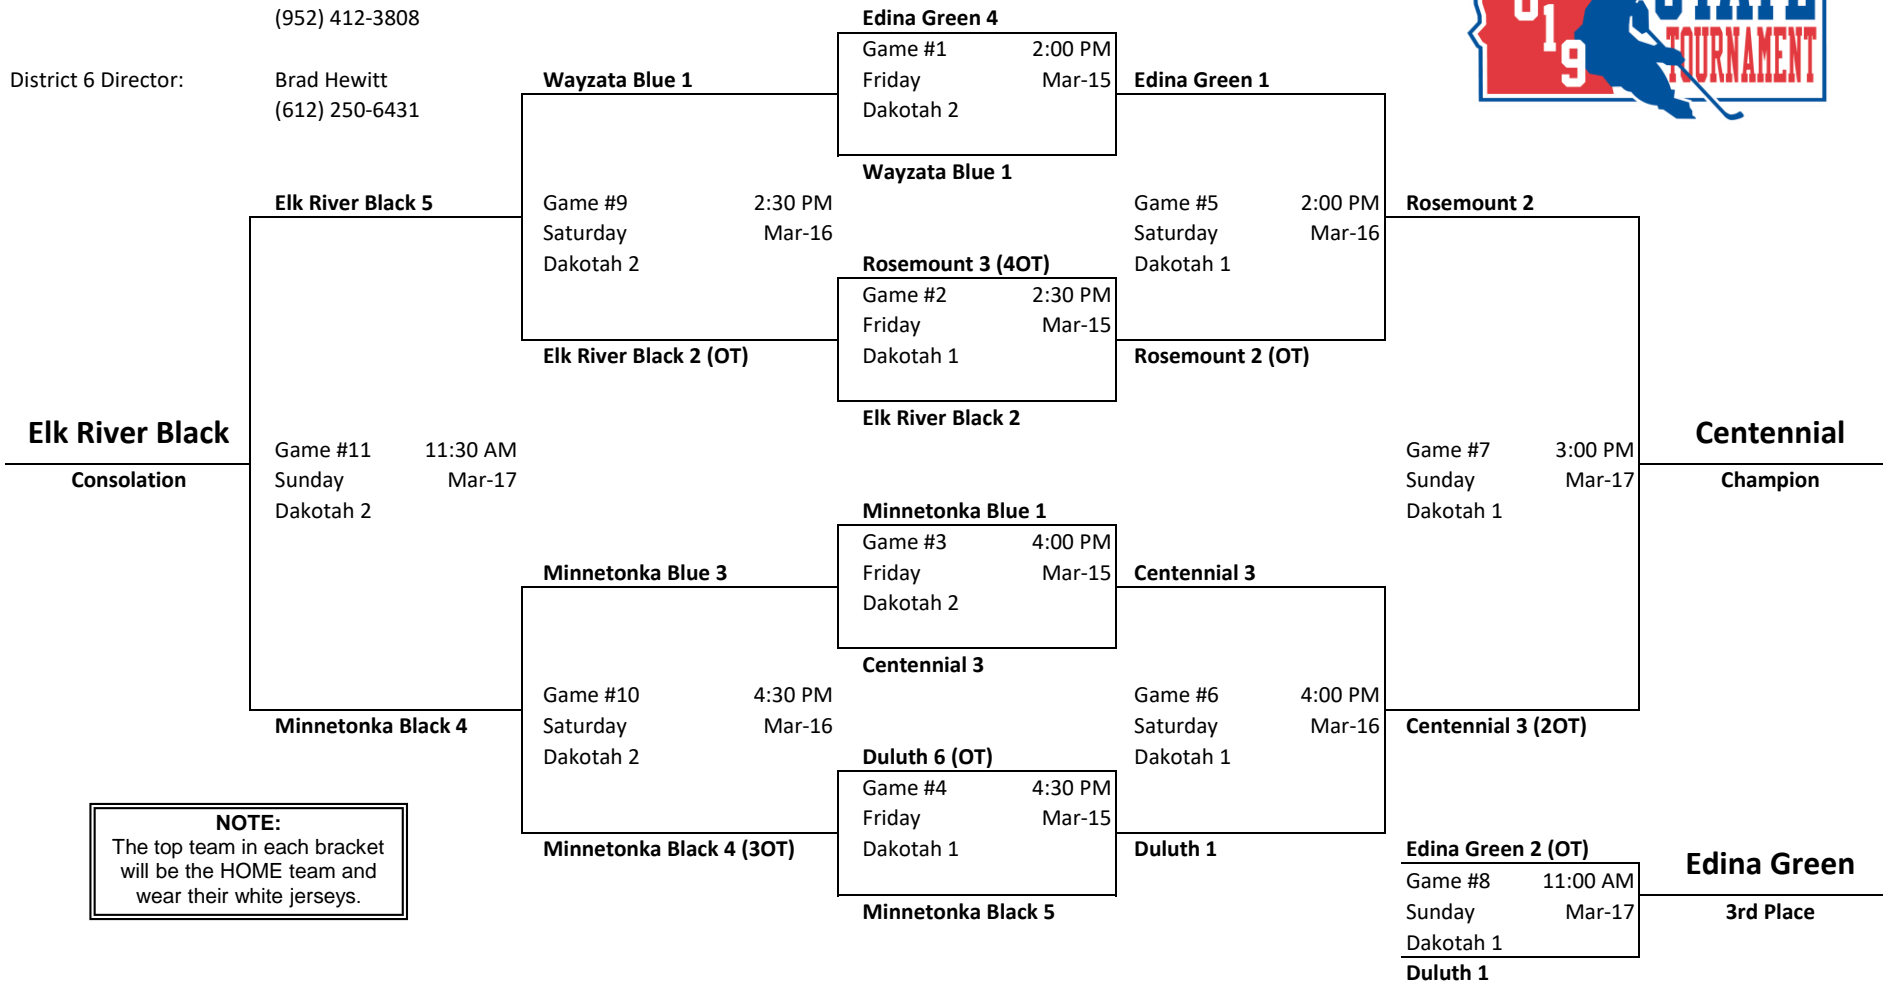 (952) 412-3808
District 6 Director:
Brad Hewitt
(612) 250-6431
019
STATE
TOURNAMENT
Edina Green 4
Game #1 2:00 PM
Friday Mar-15
Dakotah 2
Wayzata Blue 1
Wayzata Blue 1
Edina Green 1
Elk River Black 5
Game #9 2:30 PM
Saturday Mar-16
Dakotah 2
Game #5 2:00 PM
Saturday Mar-16
Dakotah 1
Rosemount 2
Rosemount 3 (4OT)
Game #2 2:30 PM
Friday Mar-15
Dakotah 1
Elk River Black 2
Elk River Black 2 (OT)
Rosemount 2 (OT)
Elk River Black
Consolation
Game #11 11:30 AM
Sunday Mar-17
Dakotah 2
Game #7 3:00 PM
Sunday Mar-17
Dakotah 1
Centennial
Champion
Minnetonka Blue 1
Game #3 4:00 PM
Friday Mar-15
Dakotah 2
Centennial 3
Minnetonka Blue 3
Centennial 3
Minnetonka Black 4
Game #10 4:30 PM
Saturday Mar-16
Dakotah 2
Game #6 4:00 PM
Saturday Mar-16
Dakotah 1
Centennial 3 (2OT)
Duluth 6 (OT)
Game #4 4:30 PM
Friday Mar-15
Dakotah 1
Minnetonka Black 5
Minnetonka Black 4 (3OT)
Duluth 1
NOTE:
The top team in each bracket
will be the HOME team and
wear their white jerseys.
Edina Green 2 (OT)
Game #8 11:00 AM
Sunday Mar-17
Dakotah 1
Duluth 1
Edina Green
3rd Place